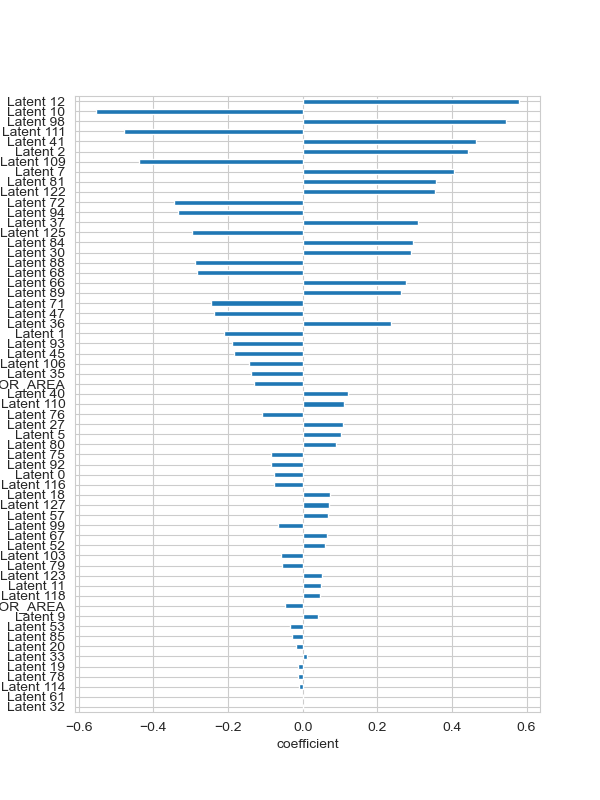 Latent 12
Latent 10
Latent 98
Latent 111
Latent 41
Latent 2
Latent 109
Latent 7
Latent 81
Latent 122
Latent 72
Latent 94
Latent 37
Latent 125
Latent 84
Latent 30
Latent 88
Latent 68
Latent 66
Latent 89
Latent 71
Latent 47
Latent 36
Latent 1
Latent 93
Latent 45
Latent 106
Latent 35
OR_AREA
Latent 40
Latent 110
Latent 76
Latent 27
Latent 5
Latent 80
Latent 75
Latent 92
Latent 0
Latent 116
Latent 18
Latent 127
Latent 57
Latent 99
Latent 67
Latent 52
Latent 103
Latent 79
Latent 123
Latent 11
Latent 118
OR_AREA
Latent 9
Latent 53
Latent 85
Latent 20
Latent 33
Latent 19
Latent 78
Latent 114
Latent 61
Latent 32
−0.6 −0.4 −0.2 0.0 0.2 0.4 0.6
coefficient